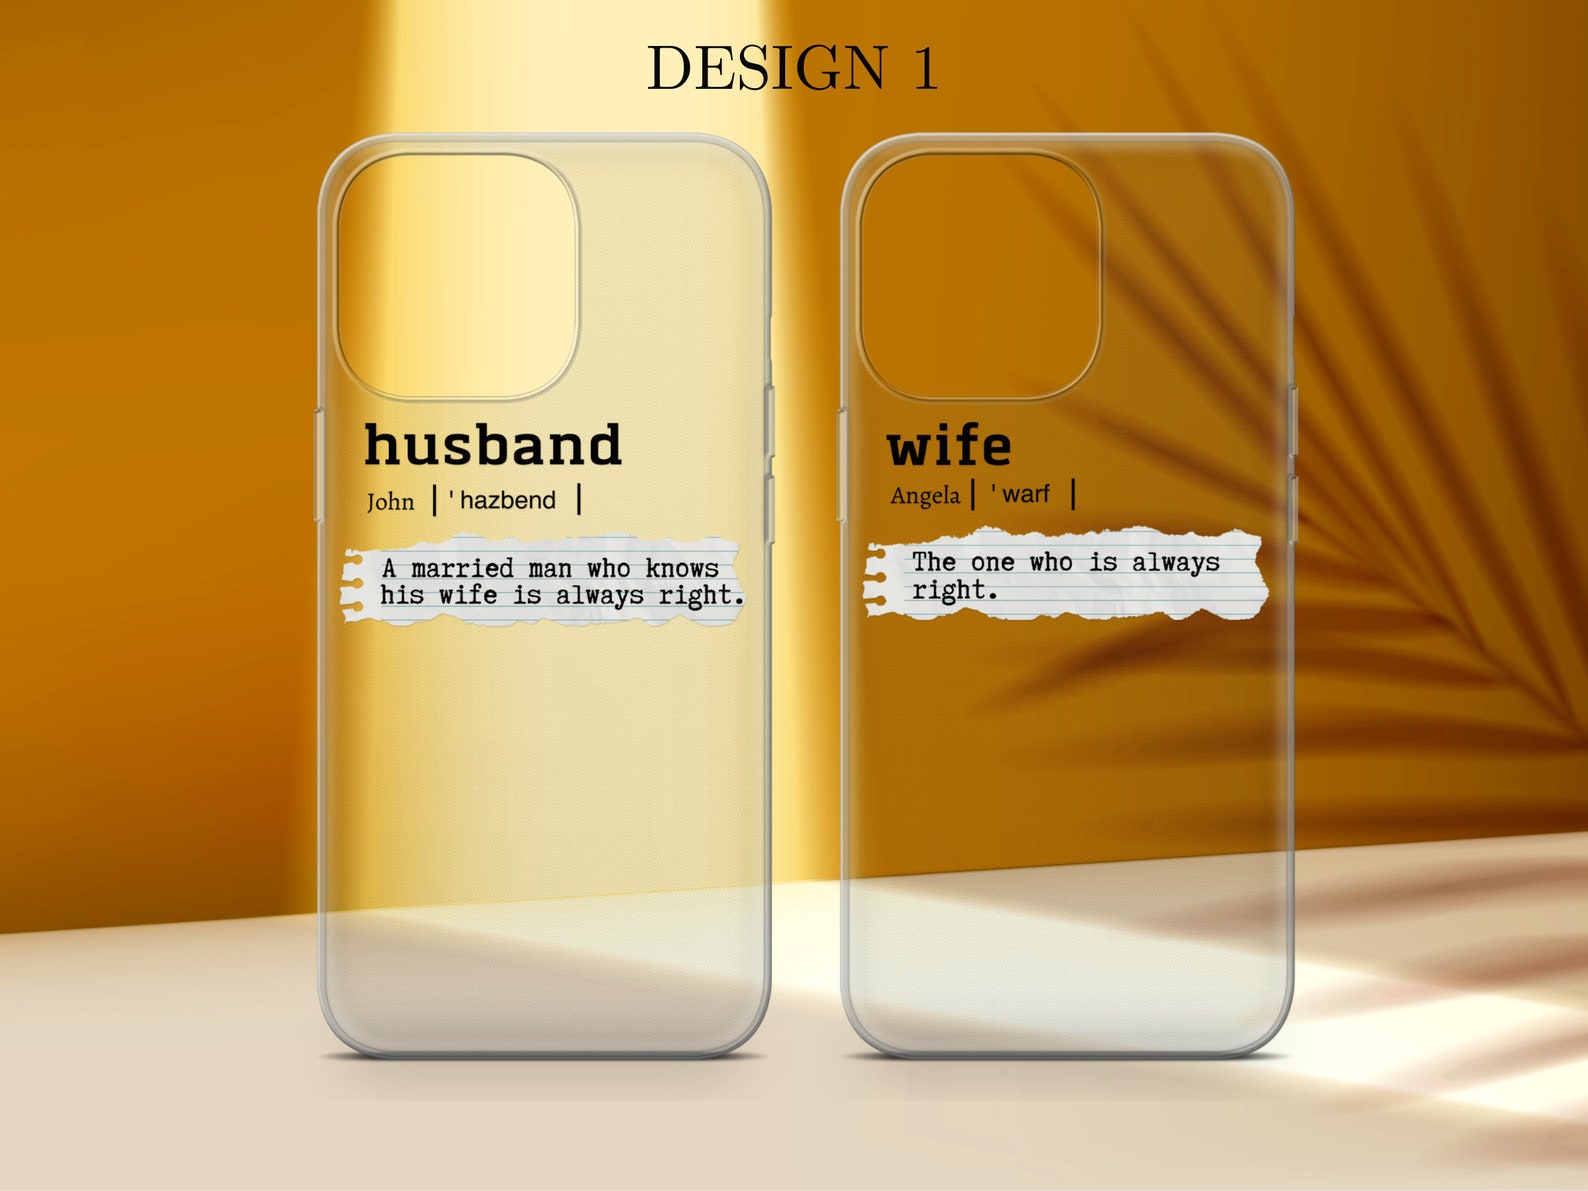 DESIGN 1
husband
John | ' hazbend |
A married man who knows
his wife is always right.
wife
Angela | ' warf |
The one who is always
right.